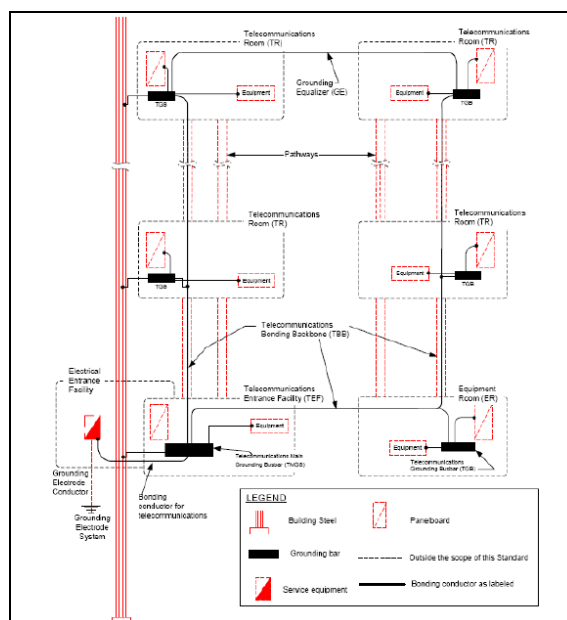 Telecommunications
Room (TR)
Telecommunications
Room (TR)
Equipment
TGB
Grounding
Equalizer (GE)
Equipment
TGB
Pathways
Telecommunications
Room (TR)
Telecommunications
Room (TR)
Equipment
TGB
Equipment
TGB
Telecommunications
Bonding Backbone (TBB)
Electrical
Entrance
Facility
Telecommunications
Entrance Facility (TEF)
Equipment
Room (ER)
Equipment
Equipment
Telecommunications Main
Grounding Busbar (TMGB)
Telecommunications
Grounding Busbar (TGB)
Grounding
Electrode
Conductor
Bonding
conductor for
telecommunications
Grounding
Electrode
System
LEGEND
Building Steel
Panelboard
Grounding bar
Outside the scope of this Standard
Service equipment
Bonding conductor as labeled